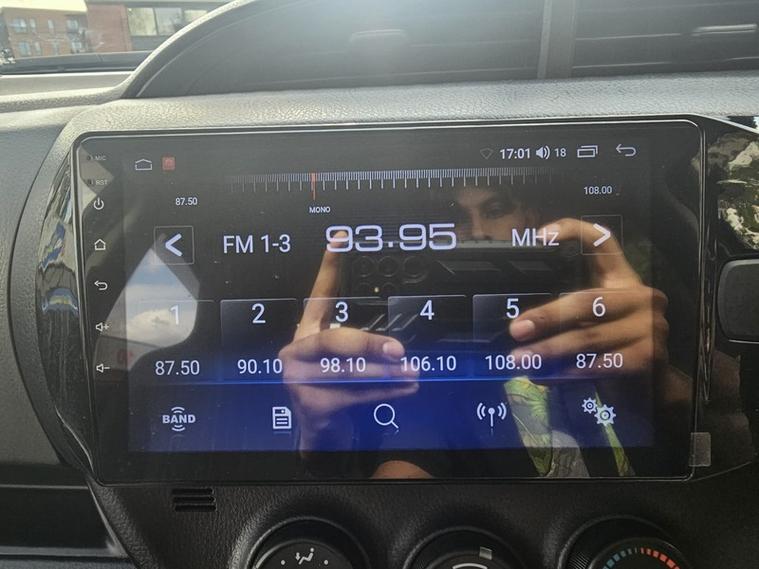 MIC
17:01 18
RST
87.50 108.00
MONO
FM 1-3 93.95 MHz
1 2 3 4 5 6
87.50 90.10 98.10 106.10 108.00 87.50
BAND